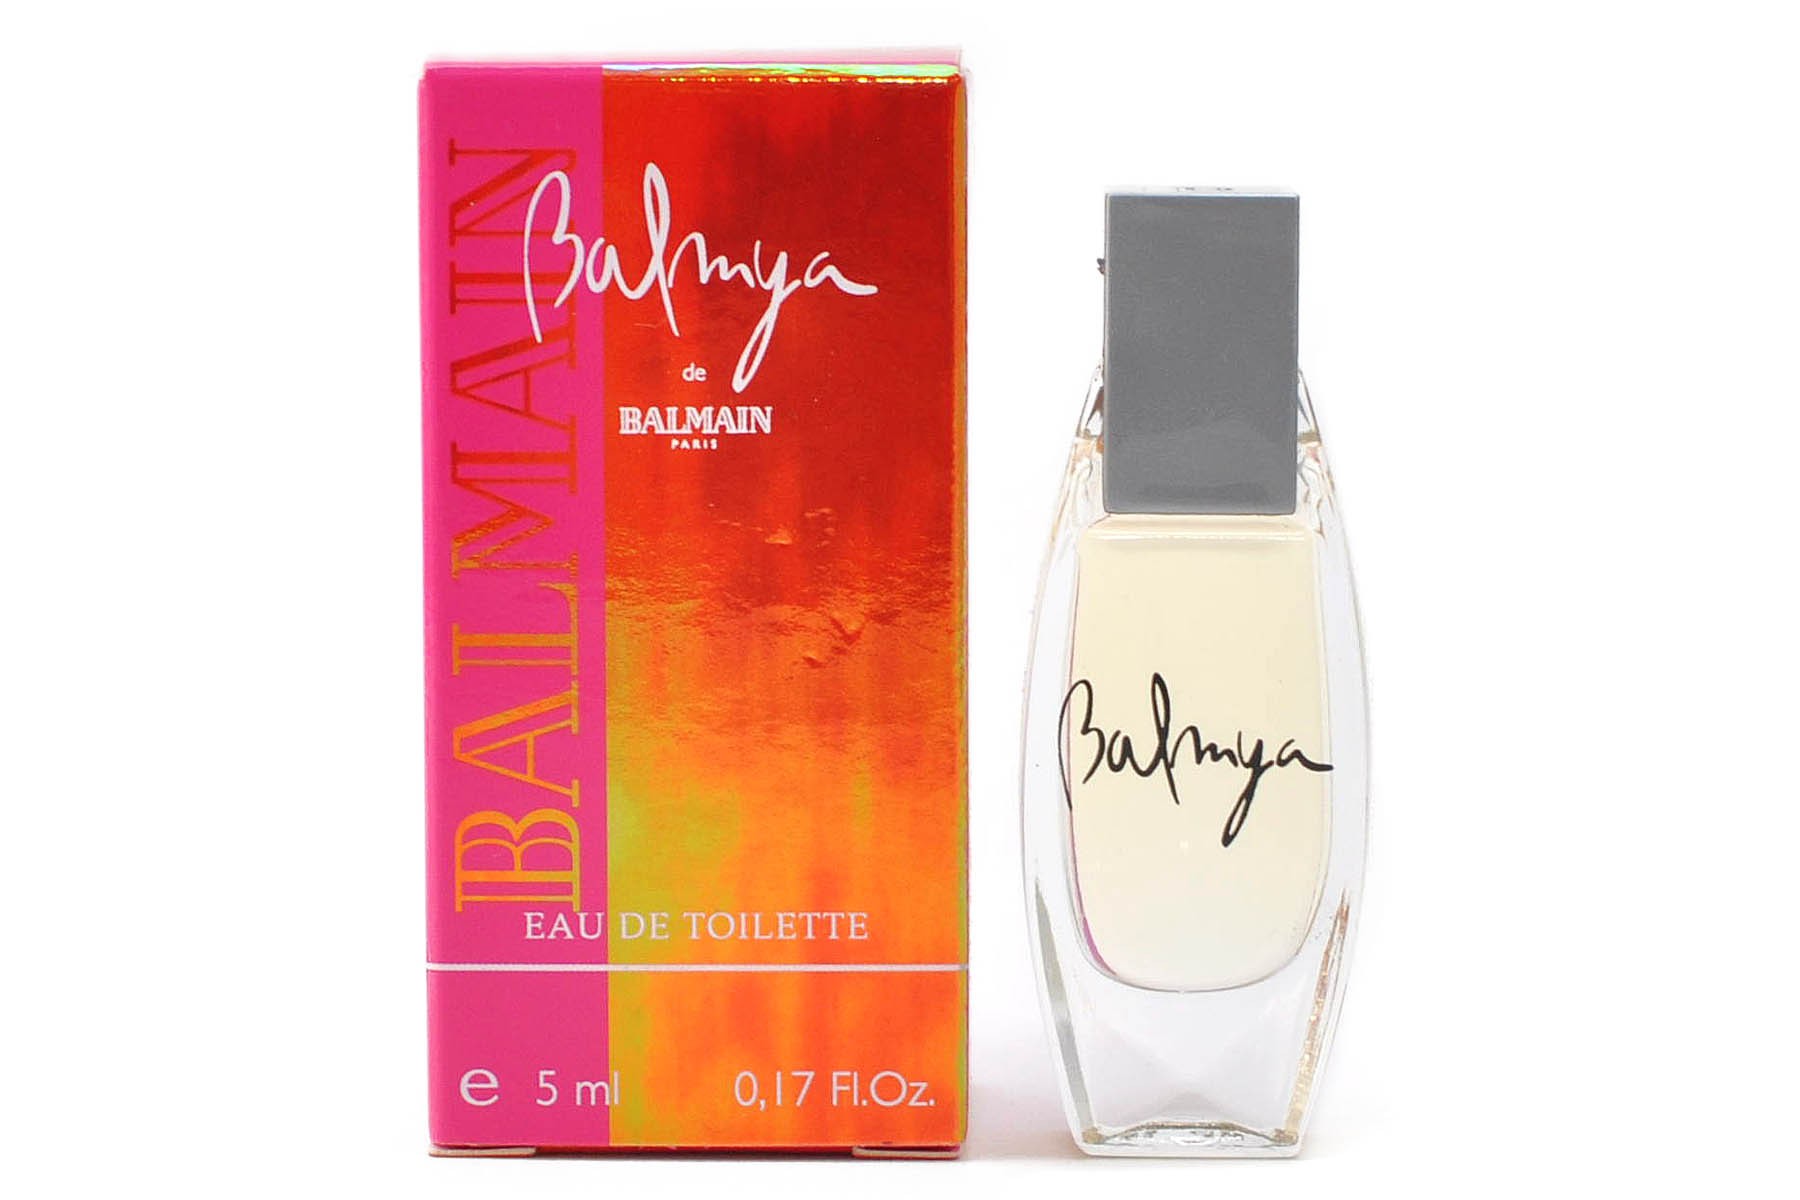 BALMAIN
Balmya
de
BALMAIN
PARIS
EAU DE TOILETTE
e 5 ml 0,17 Fl.Oz.
Balmya